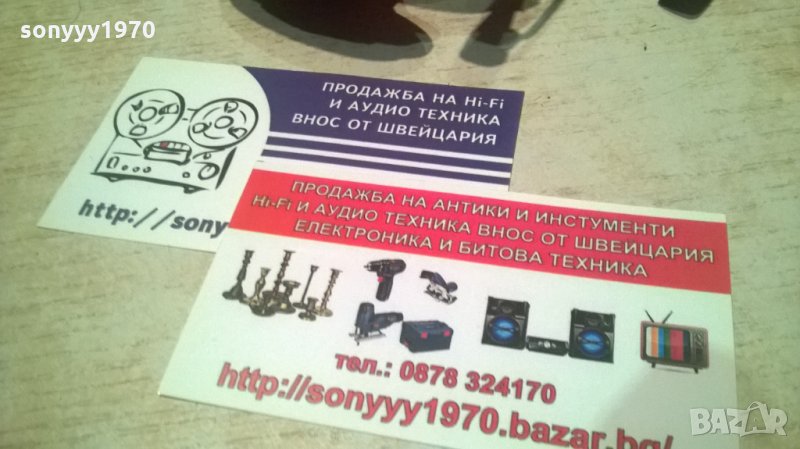 sonyyy1970
ПРОДАЖБА НА Hi-Fi
И АУДИО ТЕХНИКА
ВНОС ОТ ШВЕЙЦАРИЯ
http://sony
ПРОДАЖБА НА АНТИКИ И ИНСТУМЕНТИ
Hi-Fi И АУДИО ТЕХНИКА ВНОС ОТ ШВЕЙЦАРИЯ
ЕЛЕКТРОНИКА И БИТОВА ТЕХНИКА
тел.: 0878 324170
http://sonyyy1970.bazar.bg/
BAZAR.bg